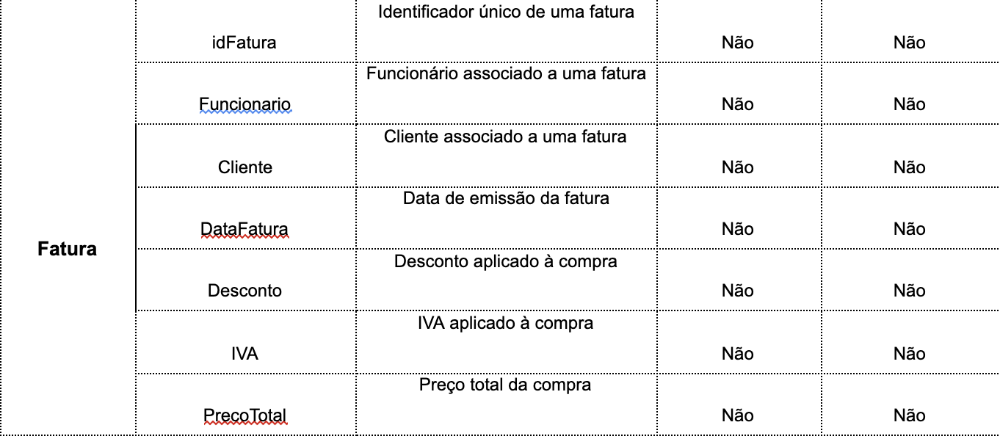 Identificador único de uma fatura
idFatura Não Não
Funcionário associado a uma fatura
Funcionario Não Não
Cliente associado a uma fatura
Cliente Não Não
Data de emissão da fatura
DataFatura Não Não
Fatura
Desconto aplicado à compra
Desconto Não Não
IVA aplicado à compra
IVA Não Não
Preço total da compra
PrecoTotal Não Não